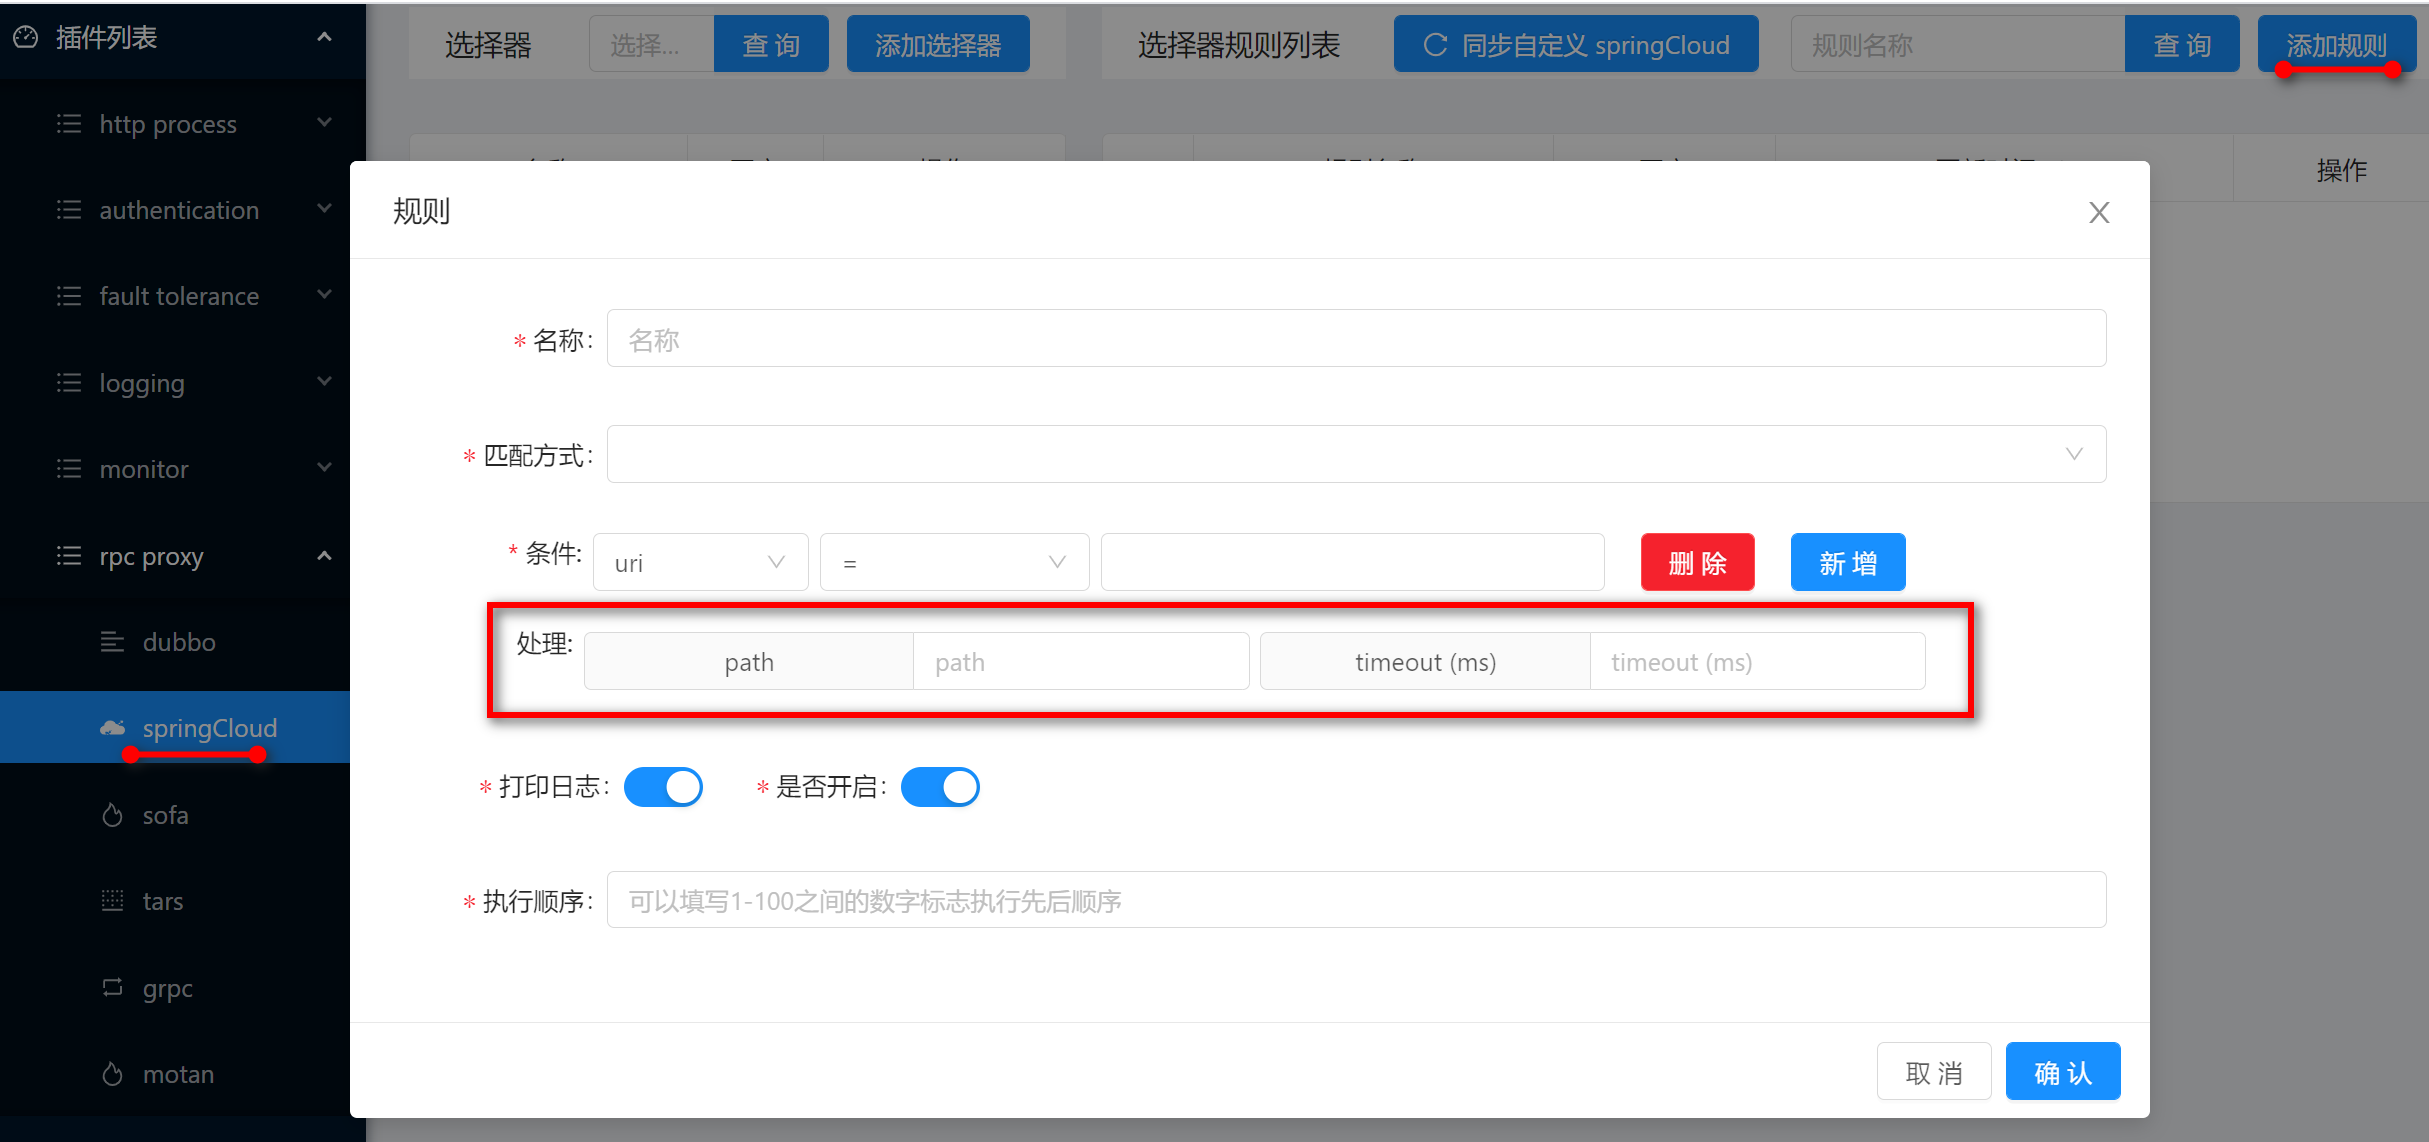 插件列表
选择器
选择...
查 询
添加选择器
选择器规则列表
同步自定义 springCloud
规则名称
查 询
添加规则
http process
authentication
fault tolerance
logging
monitor
rpc proxy
dubbo
springCloud
sofa
tars
grpc
motan
操作
规则
* 名称:
名称
* 匹配方式:
* 条件:
uri
=
删 除
新 增
处理:
path
path
timeout (ms)
timeout (ms)
* 打印日志:
* 是否开启:
* 执行顺序:
可以填写1-100之间的数字标志执行先后顺序
取 消
确 认